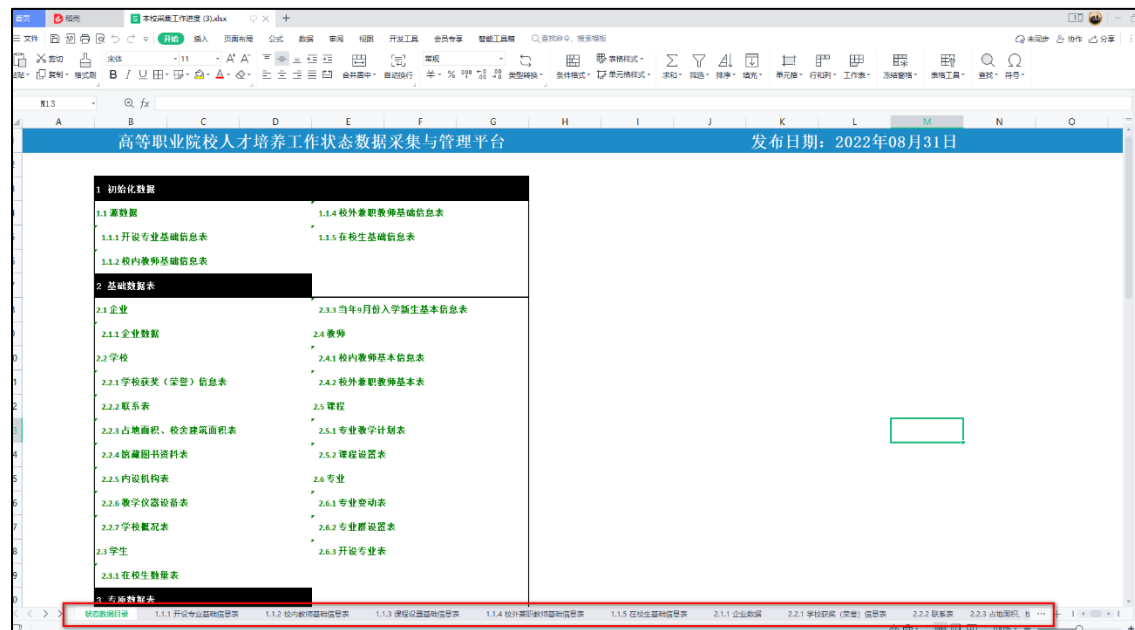 首页 稻壳 本校采集工作进度 (3).xlsx
文件 开始 插入 页面布局 公式 数据 审阅 视图 开发工具 会员专享 智能工具箱 查找命令、搜索模板 未同步 协作 分享
剪切 宋体 11 A⁺ A⁻ 常规 表格样式
复制 格式刷 B I U A 合并居中 自动换行 类型转换 条件格式 单元格样式 求和 筛选 排序 填充 单元格 行和列 工作表 冻结窗格 表格工具 查找 符号
M13 fx
A B C D E F G H I J K L M N O
高等职业院校人才培养工作状态数据采集与管理平台 发布日期: 2022年08月31日
1 初始化数据
1.1 源数据 1.1.4 校外兼职教师基础信息表
1.1.1 开设专业基础信息表 1.1.5 在校生基础信息表
1.1.2 校内教师基础信息表
2 基础数据表
2.1 企业 2.3.3 当年9月份入学新生基本信息表
2.1.1 企业数据 2.4 教师
2.2 学校 2.4.1 校内教师基本信息表
2.2.1 学校获奖（荣誉）信息表 2.4.2 校外兼职教师基本表
2.2.2 联系表 2.5 课程
2.2.3 占地面积、校舍建筑面积表 2.5.1 专业教学计划表
2.2.4 馆藏图书资料表 2.5.2 课程设置表
2.2.5 内设机构表 2.6 专业
2.2.6 教学仪器设备表 2.6.1 专业变动表
2.2.7 学校概况表 2.6.2 专业群设置表
2.3 学生 2.6.3 开设专业表
2.3.1 在校生数量表
状态数据目录 1.1.1 开设专业基础信息表 1.1.2 校内教师基础信息表 1.1.3 课程设置基础信息表 1.1.4 校外兼职教师基础信息表 1.1.5 在校生基础信息表 2.1.1 企业数据 2.2.1 学校获奖（荣誉）信息表 2.2.2 联系表 2.2.3 占地面积、